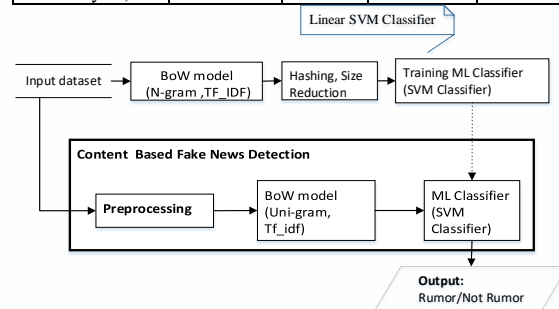 Linear SVM Classifier
Input dataset
BoW model
(N-gram ,TF_IDF)
Hashing, Size
Reduction
Training ML Classifier
(SVM Classifier)
Content Based Fake News Detection
Preprocessing
BoW model
(Uni-gram,
Tf_idf)
ML Classifier
(SVM
Classifier)
Output:
Rumor/Not Rumor